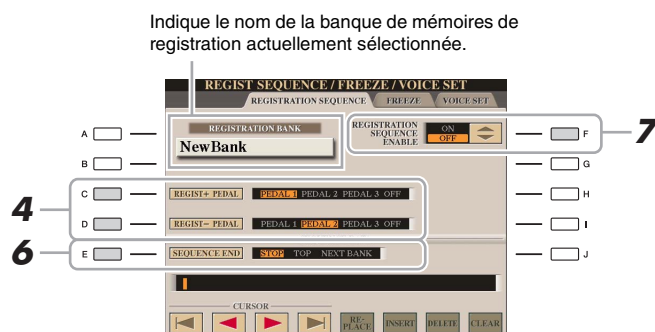 Indique le nom de la banque de mémoires de
registration actuellement sélectionnée.
REGIST SEQUENCE / FREEZE / VOICE SET
REGISTRATION SEQUENCE FREEZE VOICE SET
A
REGISTRATION BANK
NewBank
REGISTRATION
SEQUENCE
ENABLE
ON
OFF
F
7
B
G
4
C
REGIST+ PEDAL PEDAL 1 PEDAL 2 PEDAL 3 OFF
H
D
REGIST– PEDAL PEDAL 1 PEDAL 2 PEDAL 3 OFF
I
6
E
SEQUENCE END STOP TOP NEXT BANK
J
CURSOR
RE-
PLACE
INSERT
DELETE
CLEAR